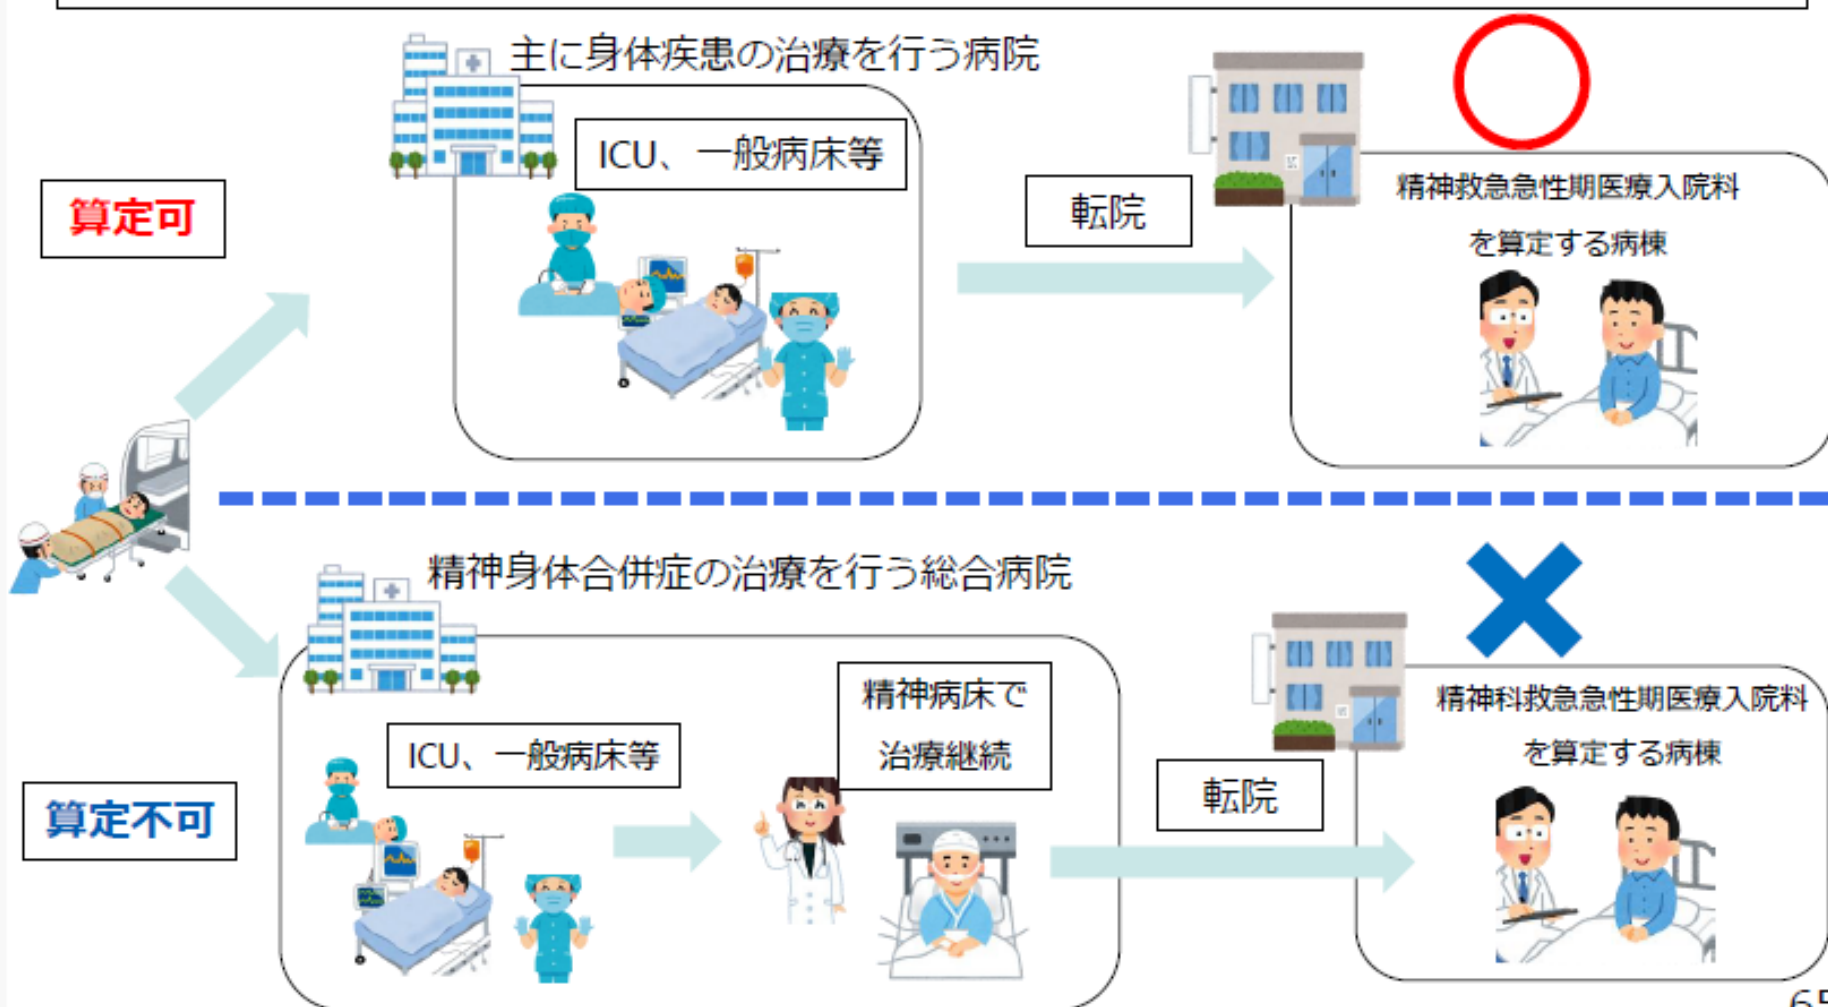 主に身体疾患の治療を行う病院
ICU、一般病床等
算定可
転院
精神救急急性期医療入院料
を算定する病棟
精神身体合併症の治療を行う総合病院
精神病床で
治療継続
ICU、一般病床等
算定不可
転院
精神科救急急性期医療入院料
を算定する病棟
65